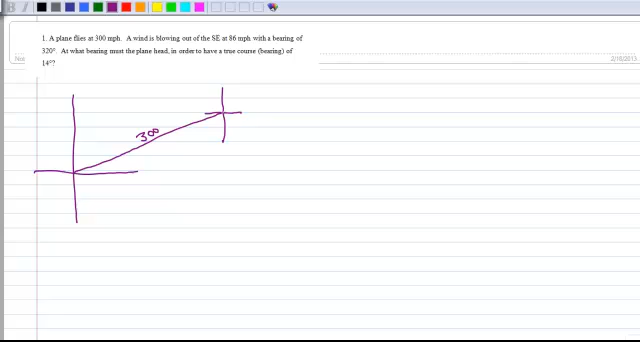 B I
1. A plane flies at 300 mph. A wind is blowing out of the SE at 86 mph with a bearing of
320°. At what bearing must the plane head, in order to have a true course (bearing) of
14°?
Not
2/18/2013
300